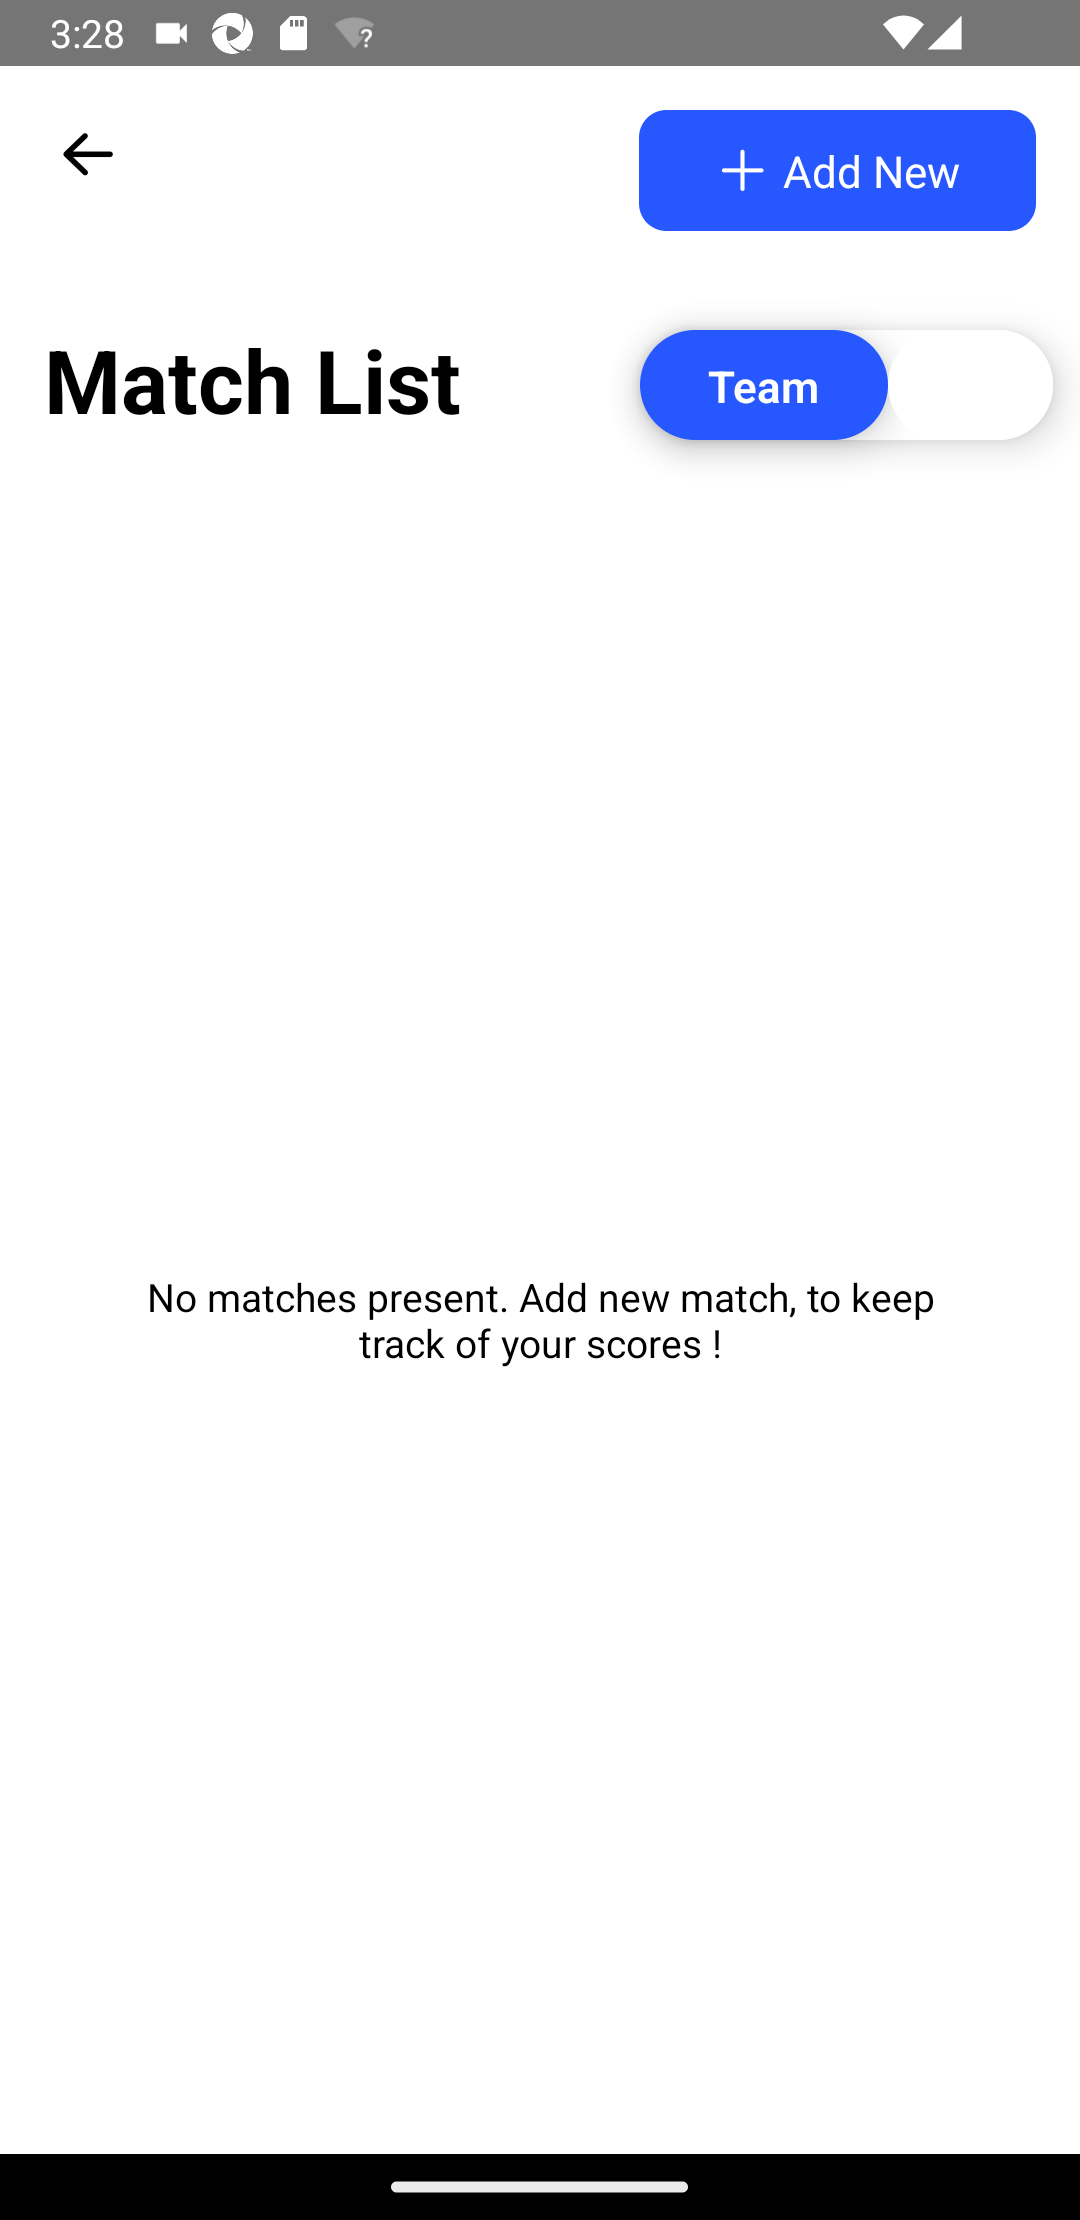 3:28
Add New
Match List
Team
No matches present. Add new match, to keep
track of your scores !